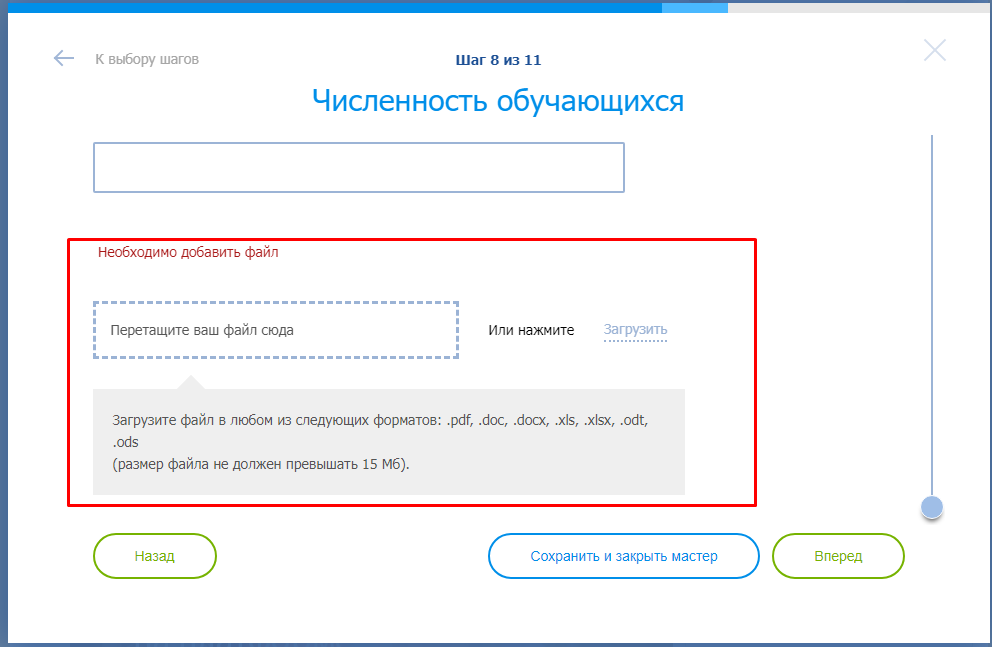 К выбору шагов
Шаг 8 из 11
Численность обучающихся
Необходимо добавить файл
Перетащите ваш файл сюда
Или нажмите
Загрузить
Загрузите файл в любом из следующих форматов: .pdf, .doc, .docx, .xls, .xlsx, .odt,
.ods
(размер файла не должен превышать 15 Мб).
Назад
Сохранить и закрыть мастер
Вперед